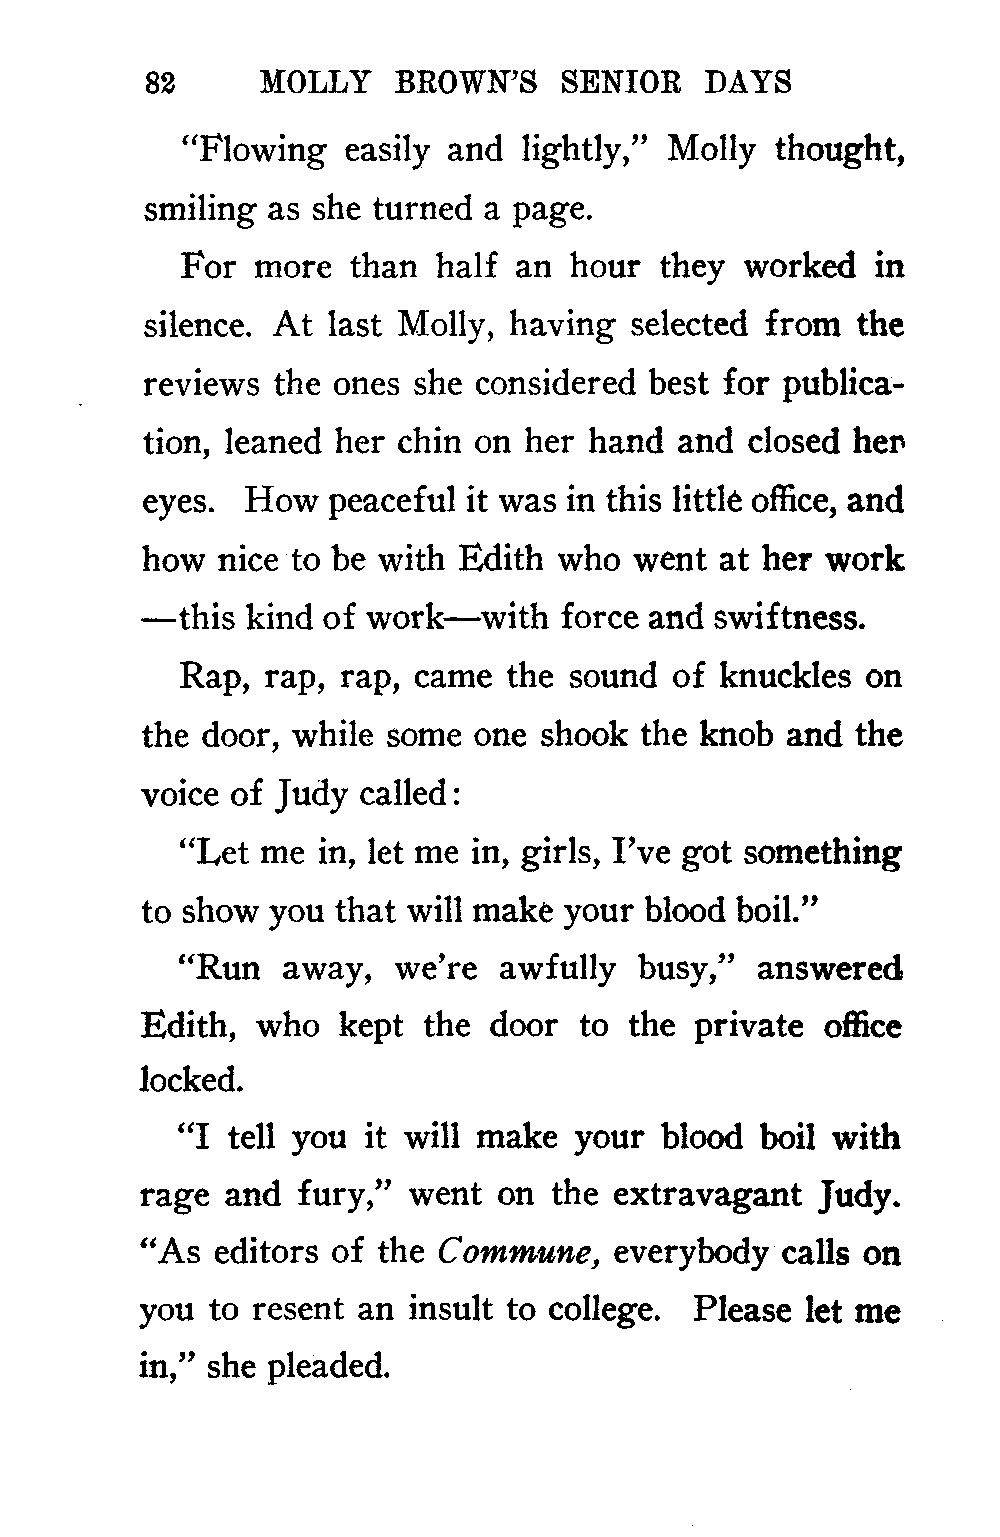 82 MOLLY BROWN'S SENIOR DAYS
“Flowing easily and lightly,” Molly thought,
smiling as she turned a page.
For more than half an hour they worked in
silence. At last Molly, having selected from the
reviews the ones she considered best for publica-
tion, leaned her chin on her hand and closed her
eyes. How peaceful it was in this little office, and
how nice to be with Edith who went at her work
—this kind of work—with force and swiftness.
Rap, rap, rap, came the sound of knuckles on
the door, while some one shook the knob and the
voice of Judy called:
“Let me in, let me in, girls, I've got something
to show you that will make your blood boil.”
“Run away, we're awfully busy,” answered
Edith, who kept the door to the private office
locked.
“I tell you it will make your blood boil with
rage and fury,” went on the extravagant Judy.
“As editors of the Commune, everybody calls on
you to resent an insult to college. Please let me
in,” she pleaded.